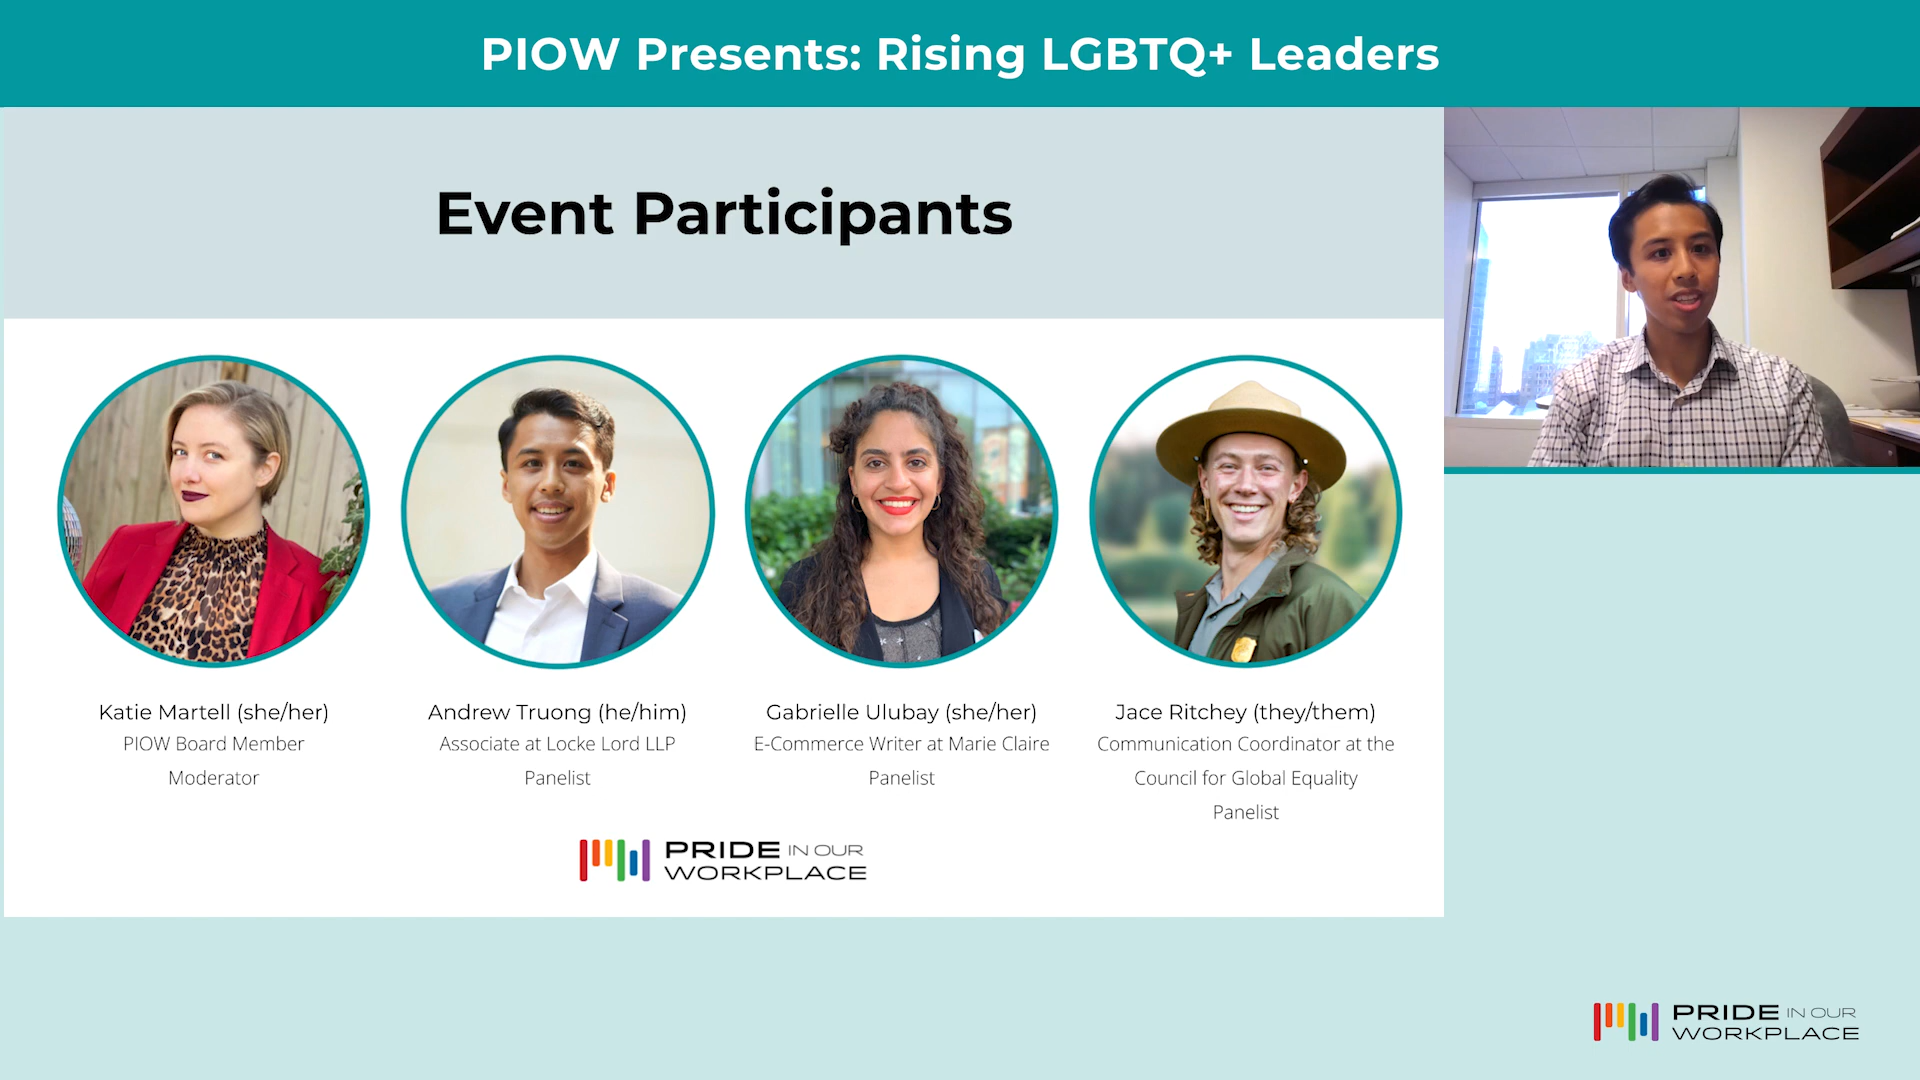 PIOW Presents: Rising LGBTQ+ Leaders
Event Participants
Katie Martell (she/her)
PIOW Board Member
Moderator
Andrew Truong (he/him)
Associate at Locke Lord LLP
Panelist
Gabrielle Ulubay (she/her)
E-Commerce Writer at Marie Claire
Panelist
Jace Ritchey (they/them)
Communication Coordinator at the
Council for Global Equality
Panelist
PRIDE IN OUR
WORKPLACE
PRIDE IN OUR
WORKPLACE